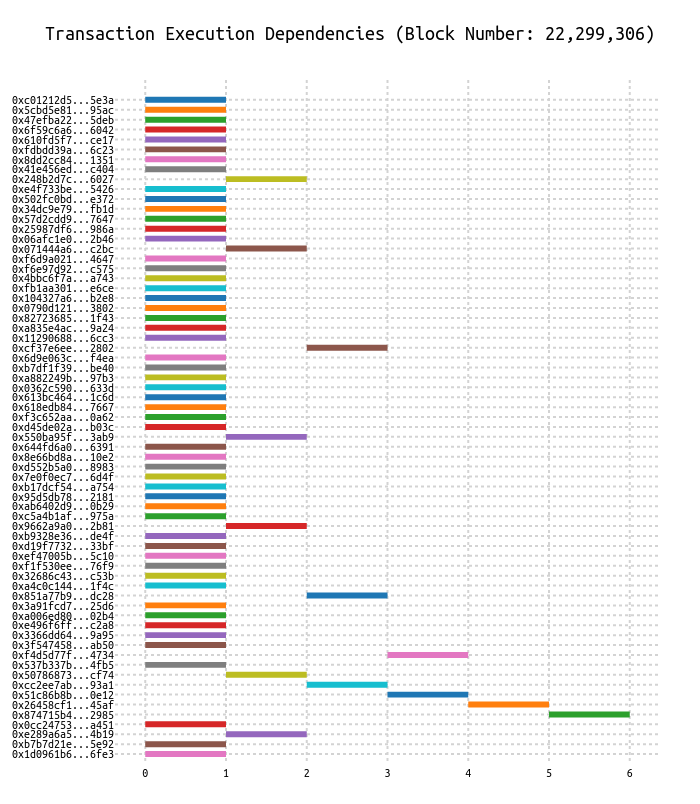 Transaction Execution Dependencies (Block Number: 22,299,306)
0xc01212d5...5e3a
0x5cbd5e81...95ac
0x47efba22...5deb
0x6f59c6a6...6042
0x610fd5f7...ce17
0xfdbdd39a...6c23
0x8dd2cc84...1351
0x41e456ed...c404
0x248b2d7c...6027
0xe4f733be...5426
0x502fc0bd...e372
0x34dc9e79...fb1d
0x57d2cdd9...7647
0x25987df6...986a
0x06afc1e0...2b46
0x071444a6...c2bc
0xf6d9a021...4647
0xf6e97d92...c575
0x4bbc6f7a...a743
0xfb1aa301...e6ce
0x104327a6...b2e8
0x0790d121...3802
0x82723685...1f43
0xa835e4ac...9a24
0x11290688...6cc3
0xcf37e6ee...2802
0x6d9e063c...f4ea
0xb7df1f39...be40
0xa882249b...97b3
0x0362c590...633d
0x613bc464...1c6d
0x618edb84...7667
0xf3c652aa...0a62
0xd45de02a...b03c
0x550ba95f...3ab9
0x644fd6a0...6391
0x8e66bd8a...10e2
0xd552b5a0...8983
0x7e0f0ec7...6d4f
0xb17dcf54...a754
0x95d5db78...2181
0xab6402d9...0b29
0xc5a4b1af...975a
0x9662a9a0...2b81
0xb9328e36...de4f
0xd19f7732...33bf
0xef47005b...5c10
0xf1f530ee...76f9
0x32686c43...c53b
0xa4c0c144...1f4c
0x851a77b9...dc28
0x3a91fcd7...25d6
0xa006ed80...02b4
0xe496f6ff...c2a8
0x3366dd64...9a95
0x3f547458...ab50
0xf4d5d77f...4734
0x537b337b...4fb5
0x50786873...cf74
0xcc2ee7ab...93a1
0x51c86b8b...0e12
0x26458cf1...45af
0x874715b4...2985
0x0cc24753...a451
0xe289a6a5...4b19
0xb7b7d21e...5e92
0x1d0961b6...6fe3
0 1 2 3 4 5 6